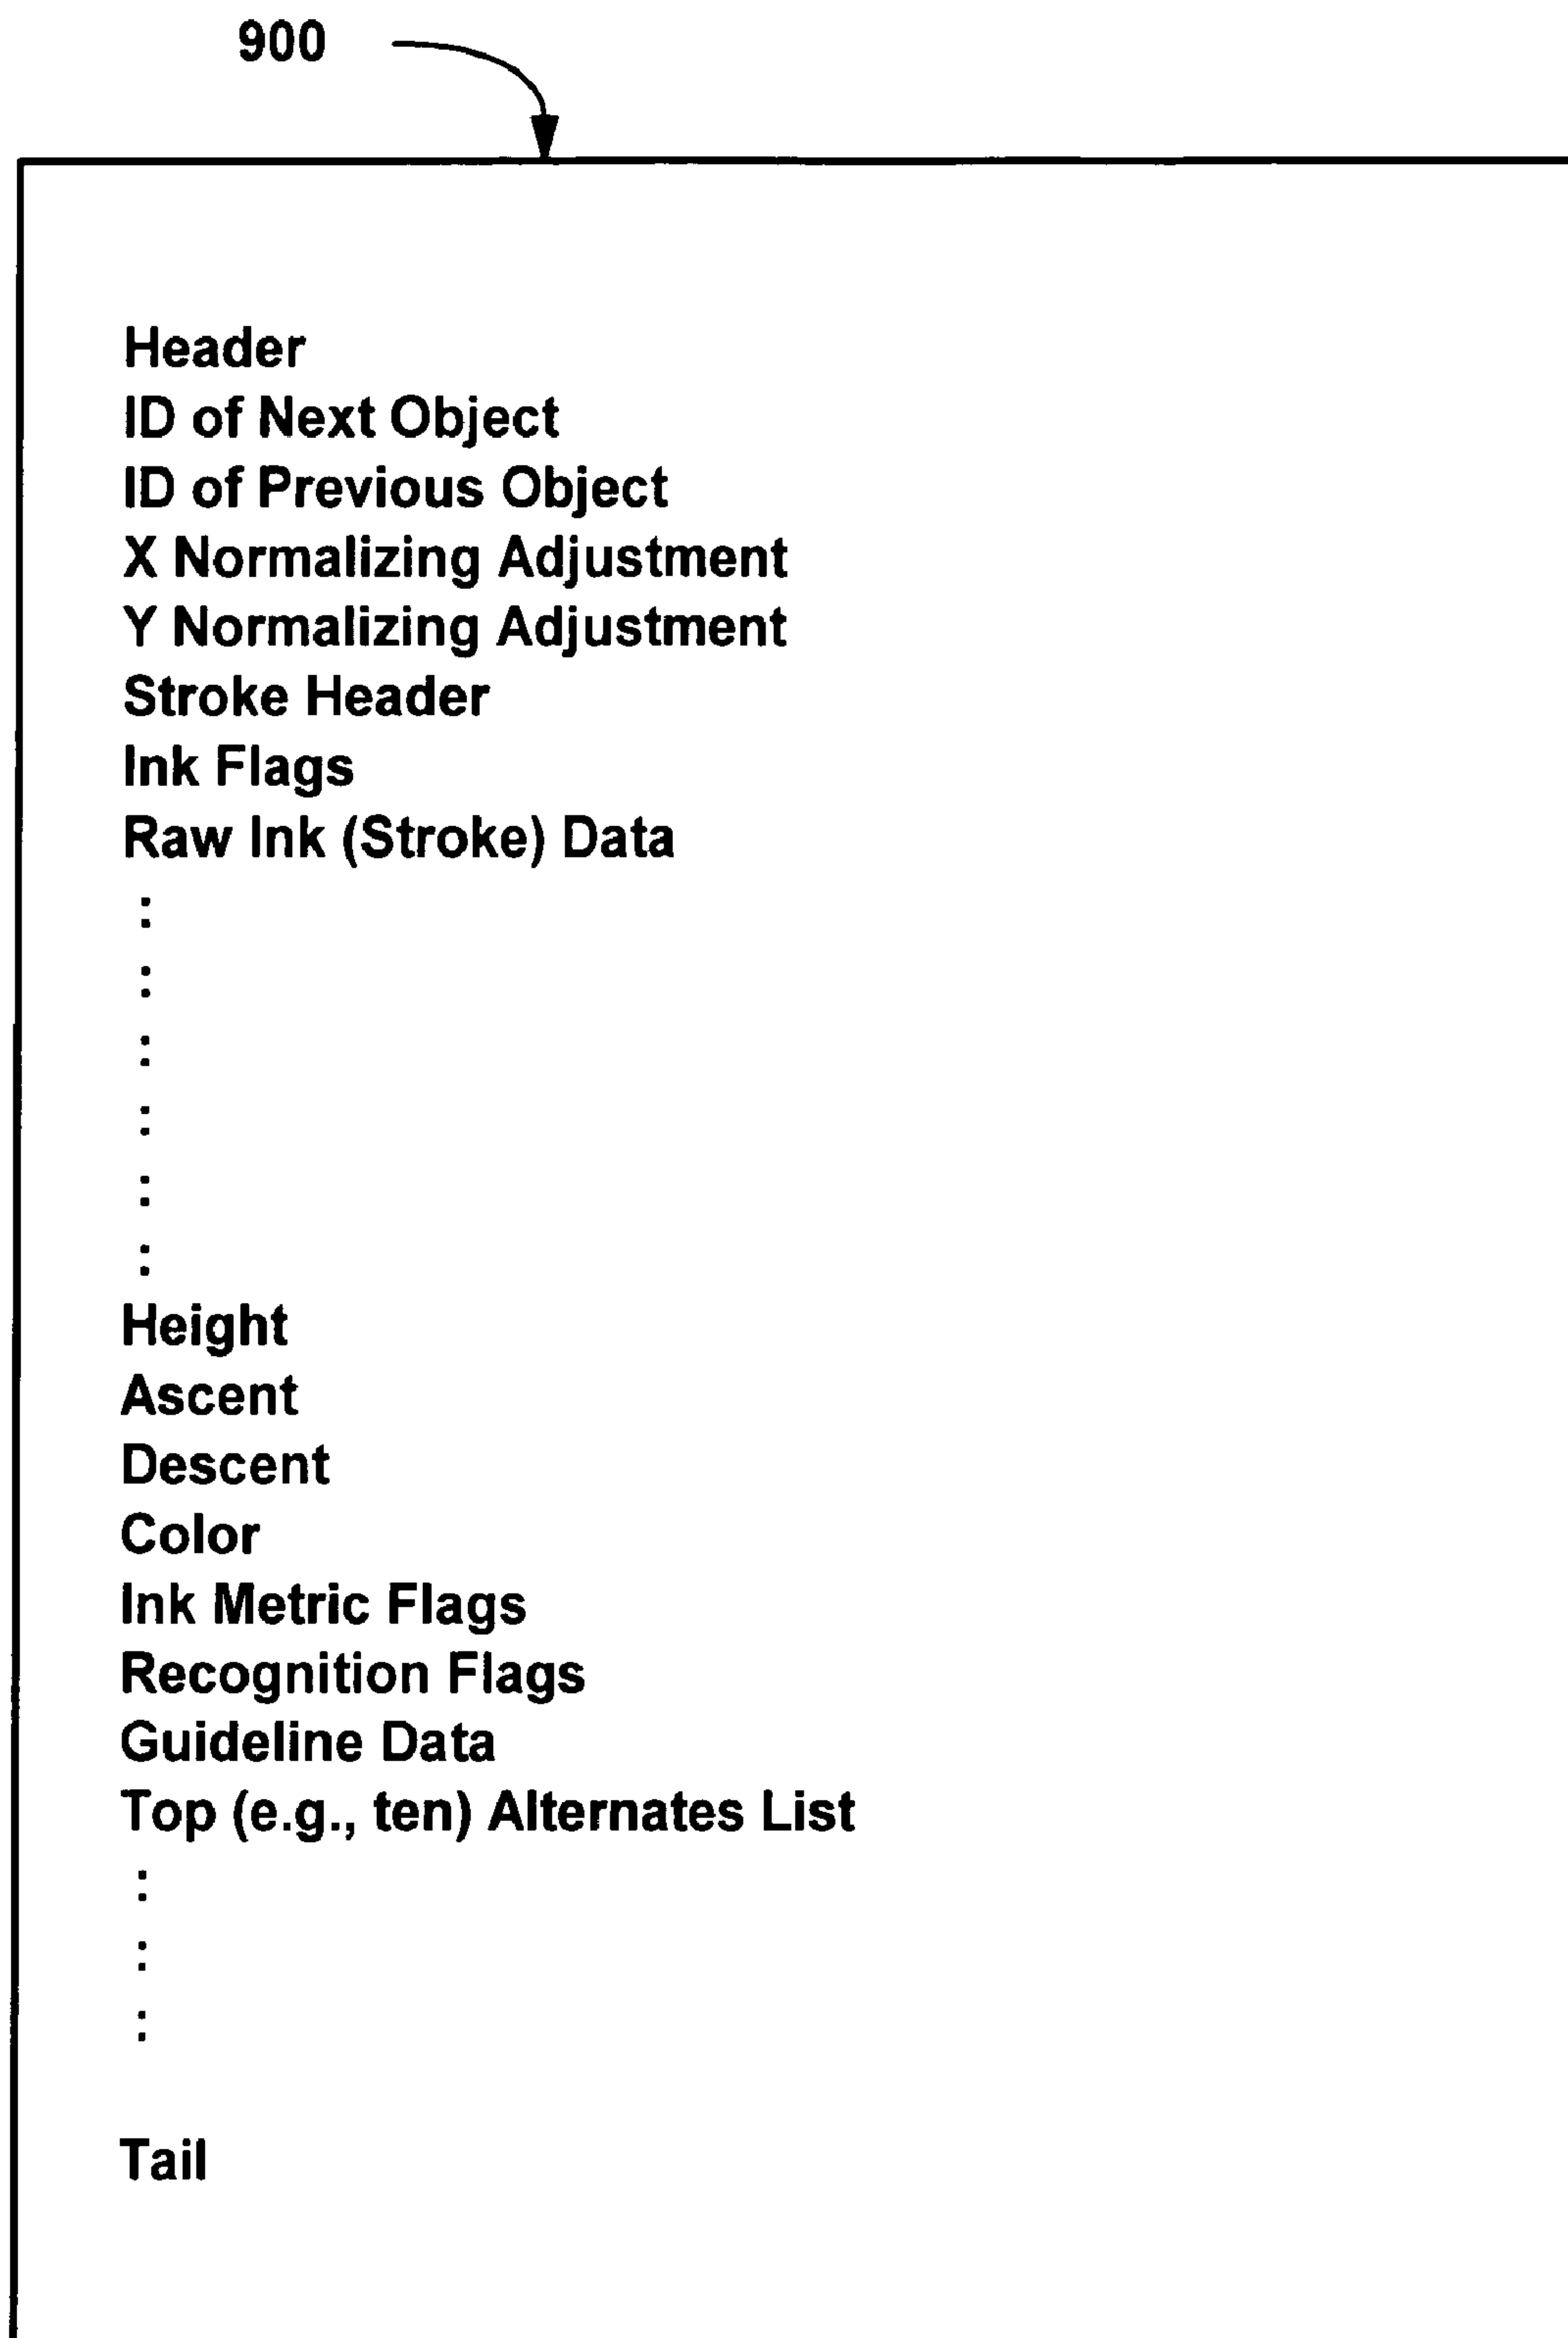 900
Header
ID of Next Object
ID of Previous Object
X Normalizing Adjustment
Y Normalizing Adjustment
Stroke Header
Ink Flags
Raw Ink (Stroke) Data
:
:
:
:
:
:
Height
Ascent
Descent
Color
Ink Metric Flags
Recognition Flags
Guideline Data
Top (e.g., ten) Alternates List
:
:
:
Tail